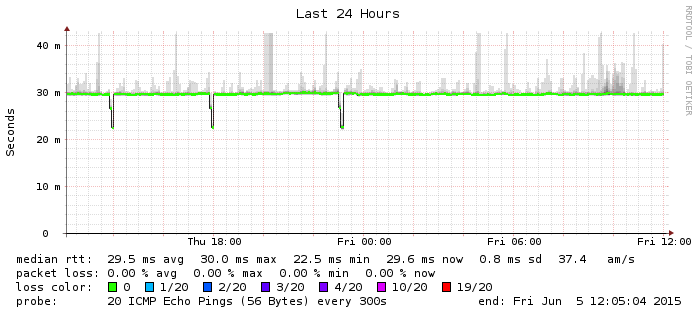 Last 24 Hours
RRDTOOL / TOBI OETIKER
Seconds
40 m
30 m
20 m
10 m
0
Thu 18:00 Fri 00:00 Fri 06:00 Fri 12:00
median rtt: 29.5 ms avg 30.0 ms max 22.5 ms min 29.6 ms now 0.8 ms sd 37.4 am/s
packet loss: 0.00 % avg 0.00 % max 0.00 % min 0.00 % now
loss color: 0 1/20 2/20 3/20 4/20 10/20 19/20
probe: 20 ICMP Echo Pings (56 Bytes) every 300s end: Fri Jun 5 12:05:04 2015